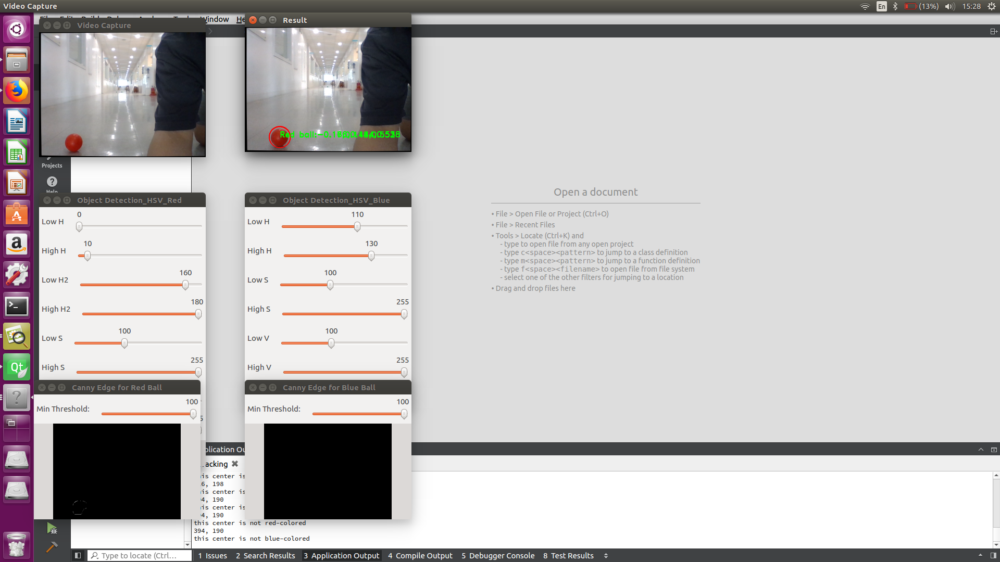 Video Capture
En
(13%)
15:28
Window
Video Capture
Result
Red ball:
Projects
Help
Open a document
• File > Open File or Project (Ctrl+O)
• File > Recent Files
• Tools > Locate (Ctrl+K) and
- type to open file from any open project
- type c<space><pattern> to jump to a class definition
- type m<space><pattern> to jump to a function definition
- type f<space><filename> to open file from file system
- select one of the other filters for jumping to a location
• Drag and drop files here
Object Detection_HSV_Red
Low H 0
High H 10
Low H2 160
High H2 180
Low S 100
High S 255
Object Detection_HSV_Blue
Low H 110
High H 130
Low S 100
High S 255
Low V 100
High V 255
Canny Edge for Red Ball
Min Threshold: 100
Canny Edge for Blue Ball
Min Threshold: 100
plication Ou
acking
his center is
6, 198
his center is
4, 190
his center is
4, 190
this center is not red-colored
394, 190
this center is not blue-colored
Type to locate (Ctrl...
1 Issues
2 Search Results
3 Application Output
4 Compile Output
5 Debugger Console
8 Test Results